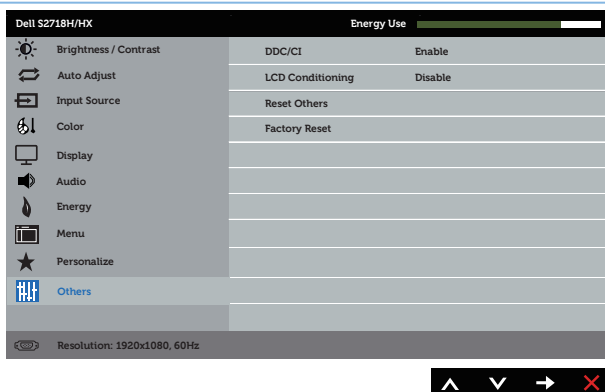 Dell S2718H/HX Energy Use
Brightness / Contrast
Auto Adjust
Input Source
Color
Display
Audio
Energy
Menu
Personalize
Others
DDC/CI Enable
LCD Conditioning Disable
Reset Others
Factory Reset
Resolution: 1920x1080, 60Hz